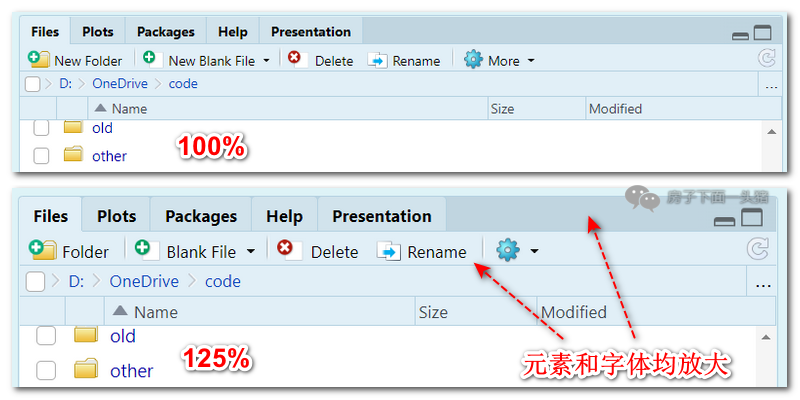 Files Plots Packages Help Presentation
New Folder New Blank File Delete Rename More
D: OneDrive code ...
Name Size Modified
old
other
100%
房子下面一头猪
Files Plots Packages Help Presentation
Folder Blank File Delete Rename
D: OneDrive code ...
Name Size Modified
old
other
125%
元素和字体均放大